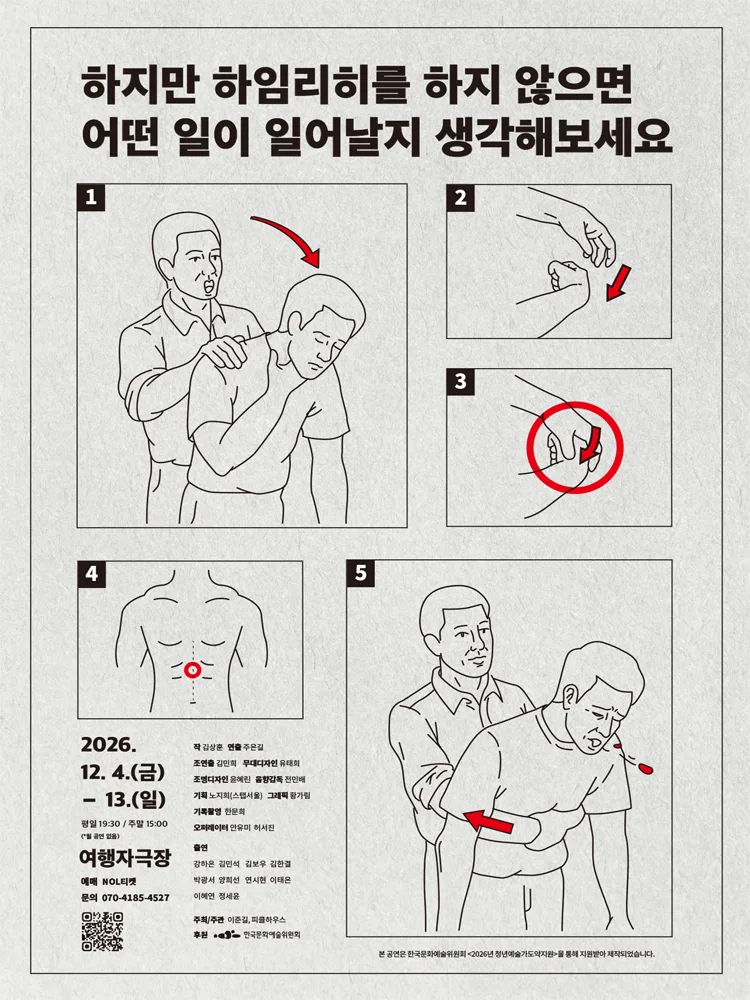 하지만 하임리히를 하지 않으면
어떤 일이 일어날지 생각해보세요
1
2
3
4
5
2026.
12. 4.(금)
– 13.(일)
평일 19:30 / 주말 15:00
(*월 공연 없음)
여행자극장
예매 NOL티켓
문의 070-4185-4527
작 김상훈 연출 주은길
조연출 김민희 무대디자인 유태희
조명디자인 윤혜린 음향감독 전민배
기획 노지희(스탭서울) 그래픽 황가림
기록촬영 한문희
오퍼레이터 안유미 허서진
출연
강하은 김민석 김보우 김한결
박광서 양희선 연시현 이태은
이혜연 정세윤
주최/주관 이준길, 피클하우스
후원 한국문화예술위원회
본 공연은 한국문화예술위원회 <2026년 청년예술가도약지원>을 통해 지원받아 제작되었습니다.